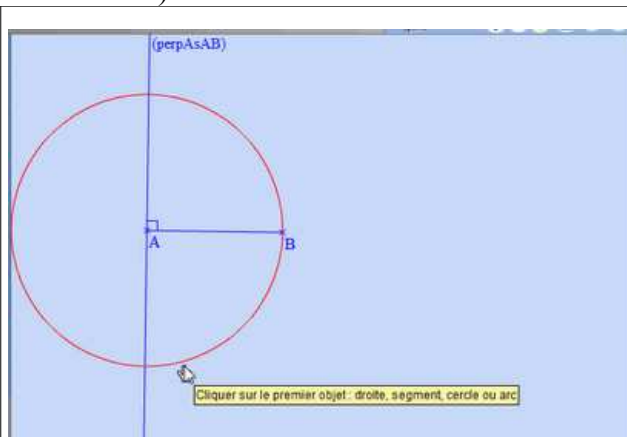 (perpAsAB)
A
B
Cliquer sur le premier objet : droite, segment, cercle ou arc